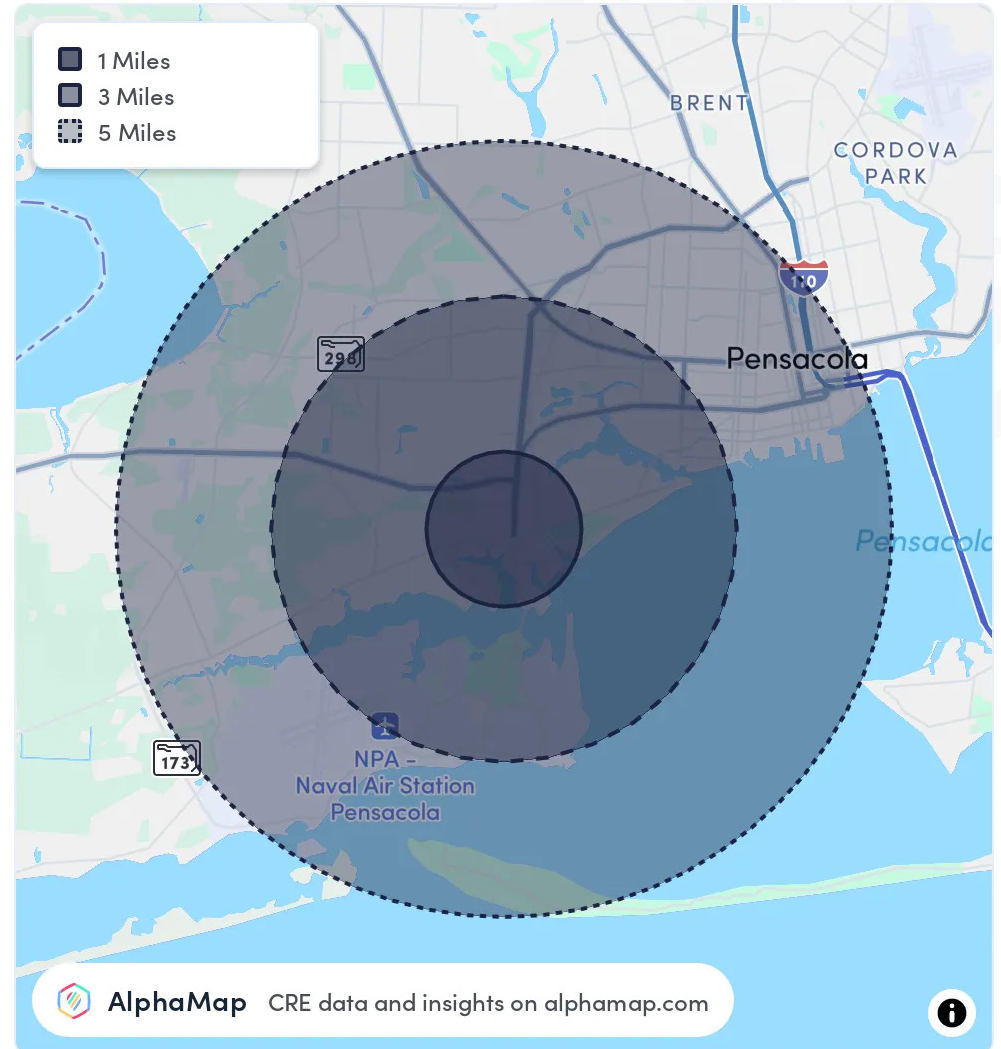 1 Miles
3 Miles
5 Miles
BRENT
CORDOVA
PARK
110
298
Pensacola
Pensacola
173
NPA –
Naval Air Station
Pensacola
AlphaMap CRE data and insights on alphamap.com